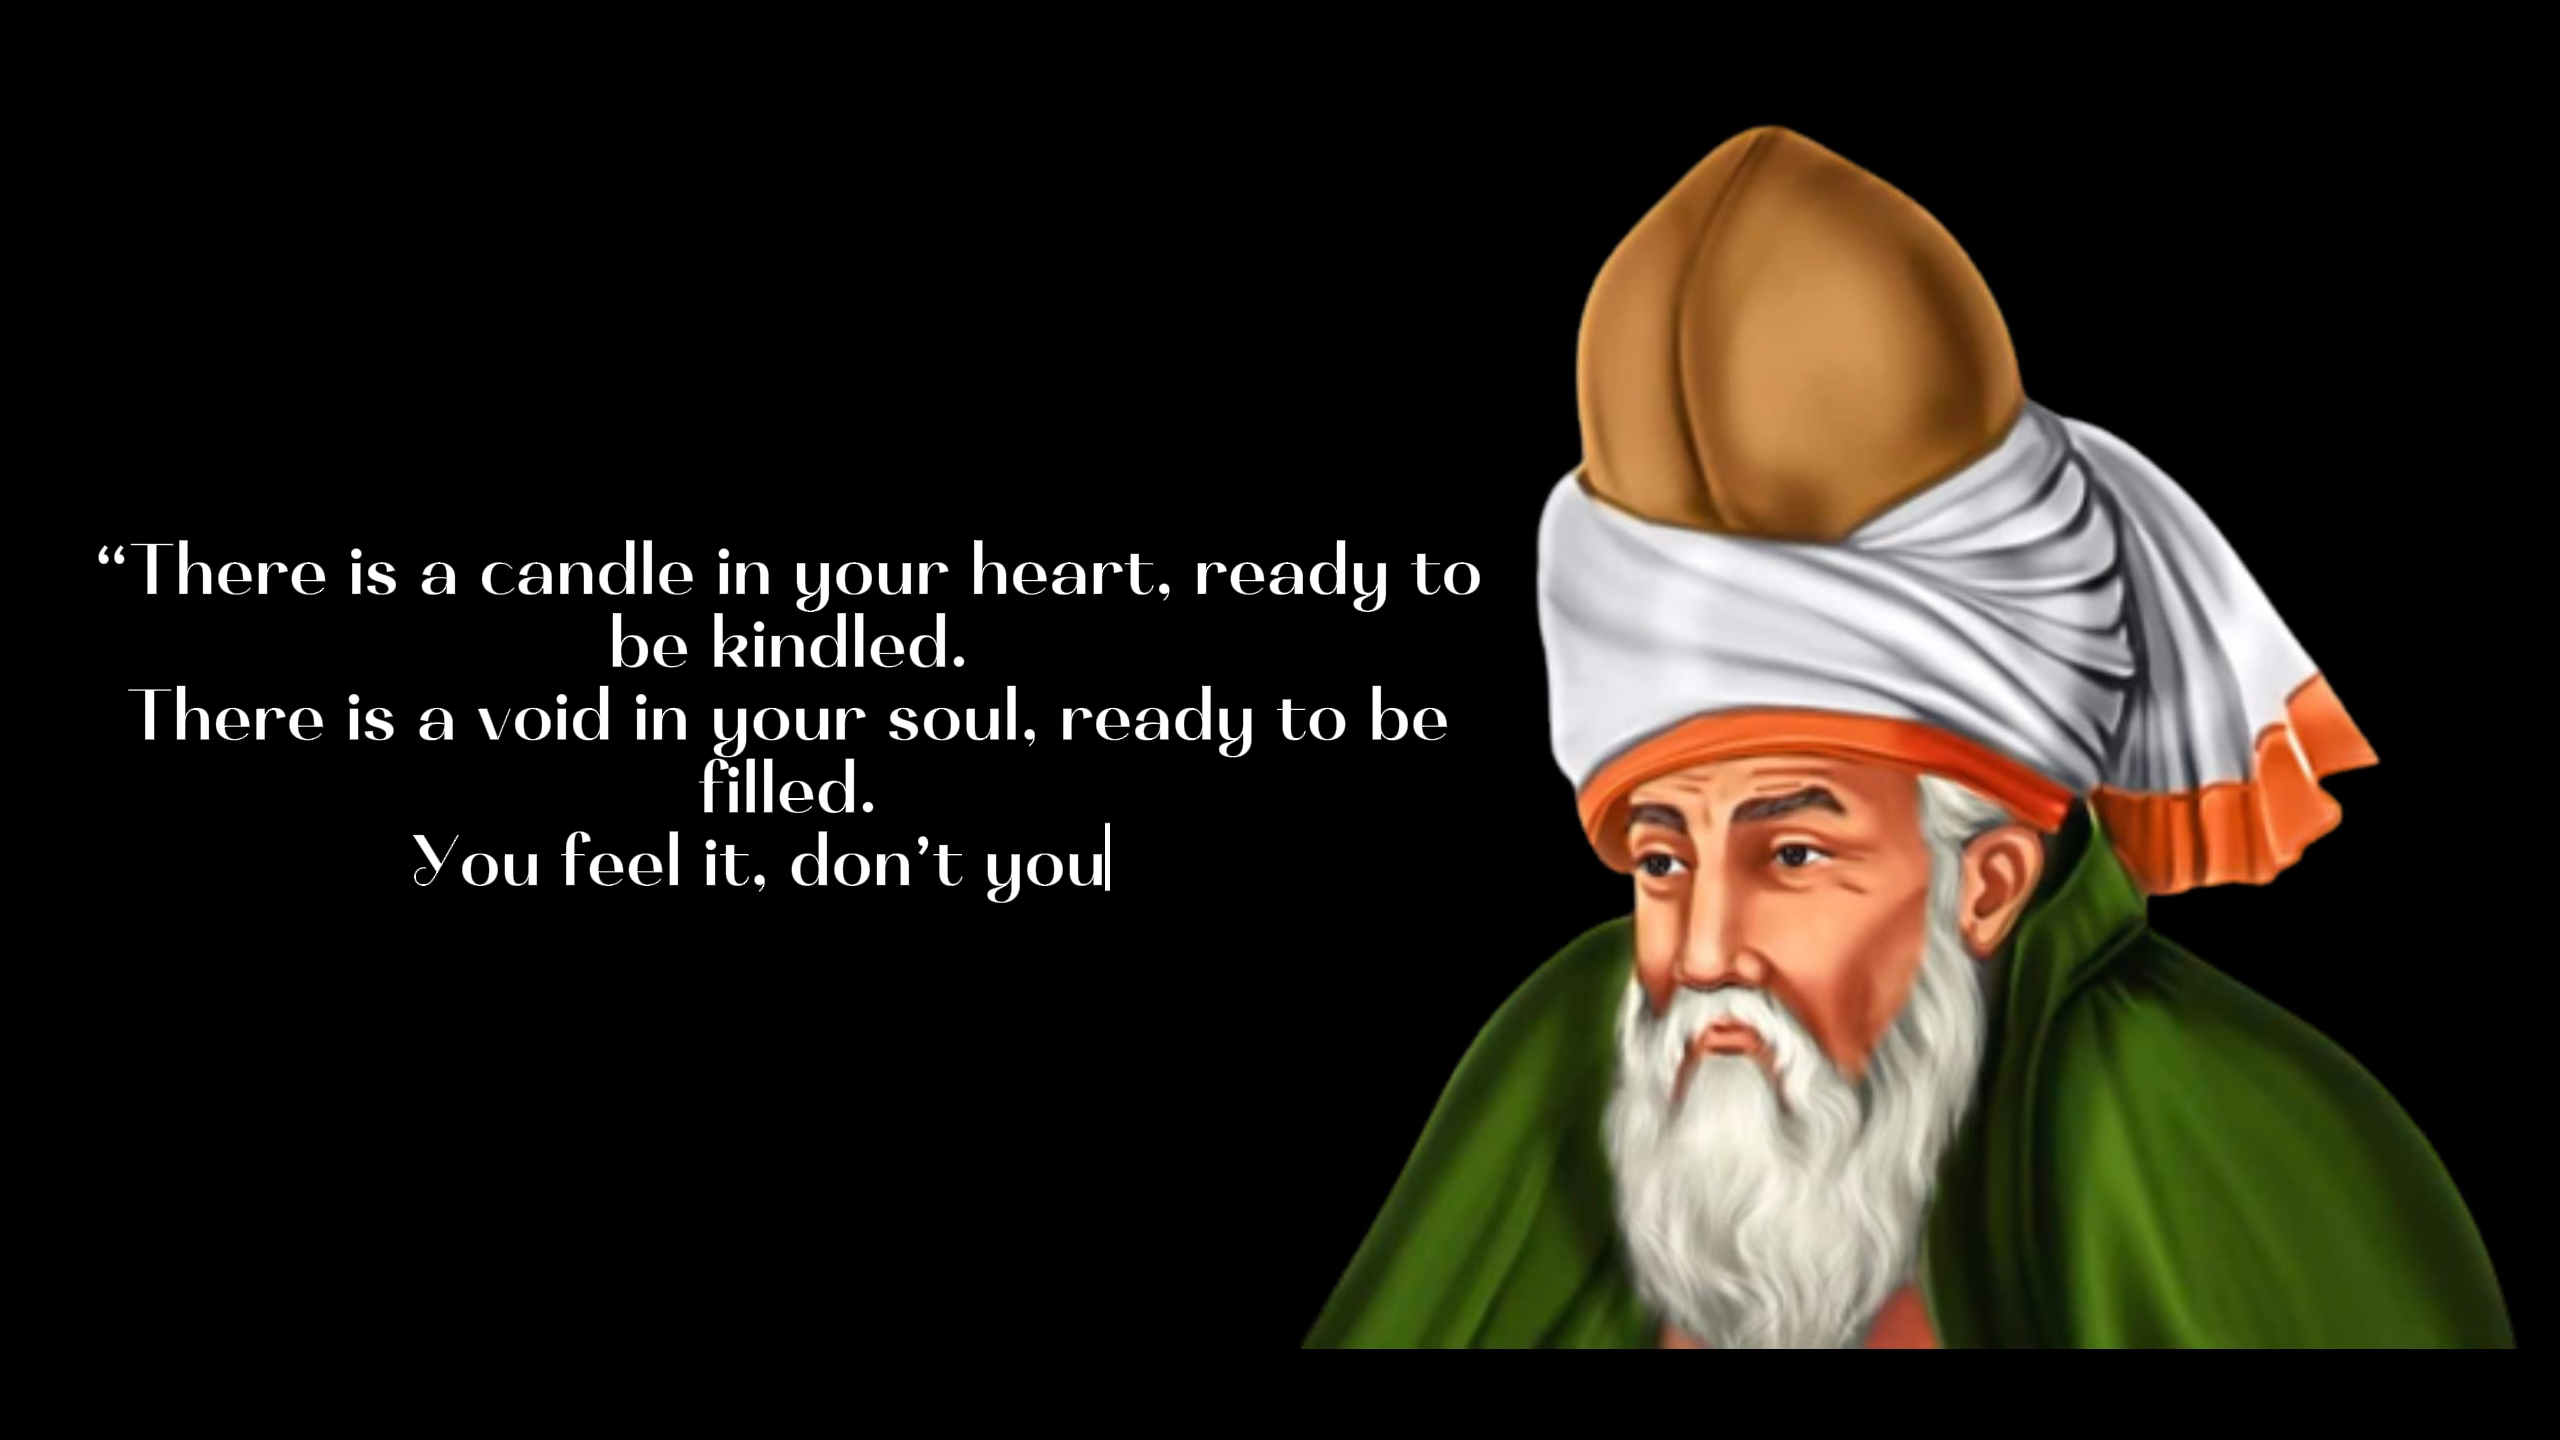 “There is a candle in your heart, ready to
be kindled.
There is a void in your soul, ready to be
filled.
You feel it, don’t you